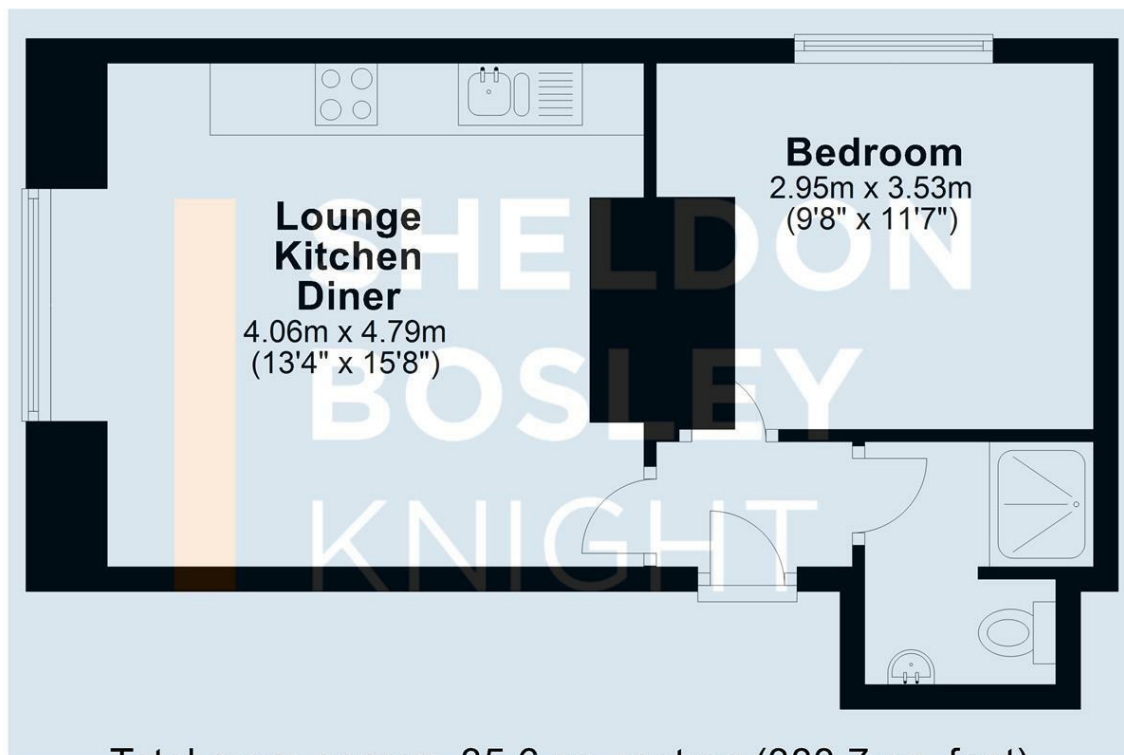 Lounge
Kitchen
Diner
4.06m x 4.79m
(13'4" x 15'8")
Bedroom
2.95m x 3.53m
(9'8" x 11'7")
SHELDON
BOSLEY
KNIGHT